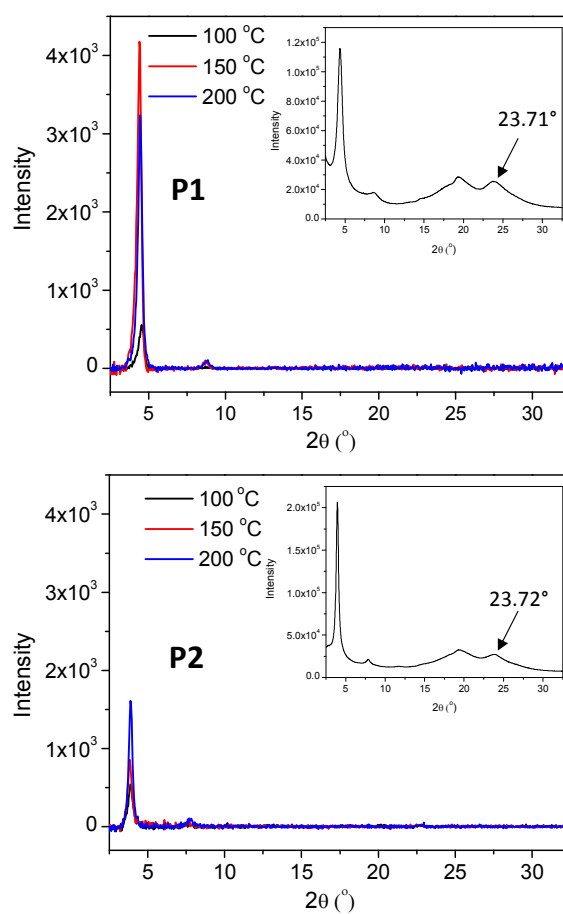 100 °C
150 °C
200 °C
P1
Intensity
4x10³
3x10³
2x10³
1x10³
0
5 10 15 20 25 30
2θ (°)
23.71°
Intensity
1.2x10⁵
1.0x10⁵
8.0x10⁴
6.0x10⁴
4.0x10⁴
2.0x10⁴
0.0
5 10 15 20 25 30
2θ (°)
100 °C
150 °C
200 °C
P2
Intensity
4x10³
3x10³
2x10³
1x10³
0
5 10 15 20 25 30
2θ (°)
23.72°
Intensity
2.0x10⁵
1.5x10⁵
1.0x10⁵
5.0x10⁴
0.0
5 10 15 20 25 30
2θ (°)